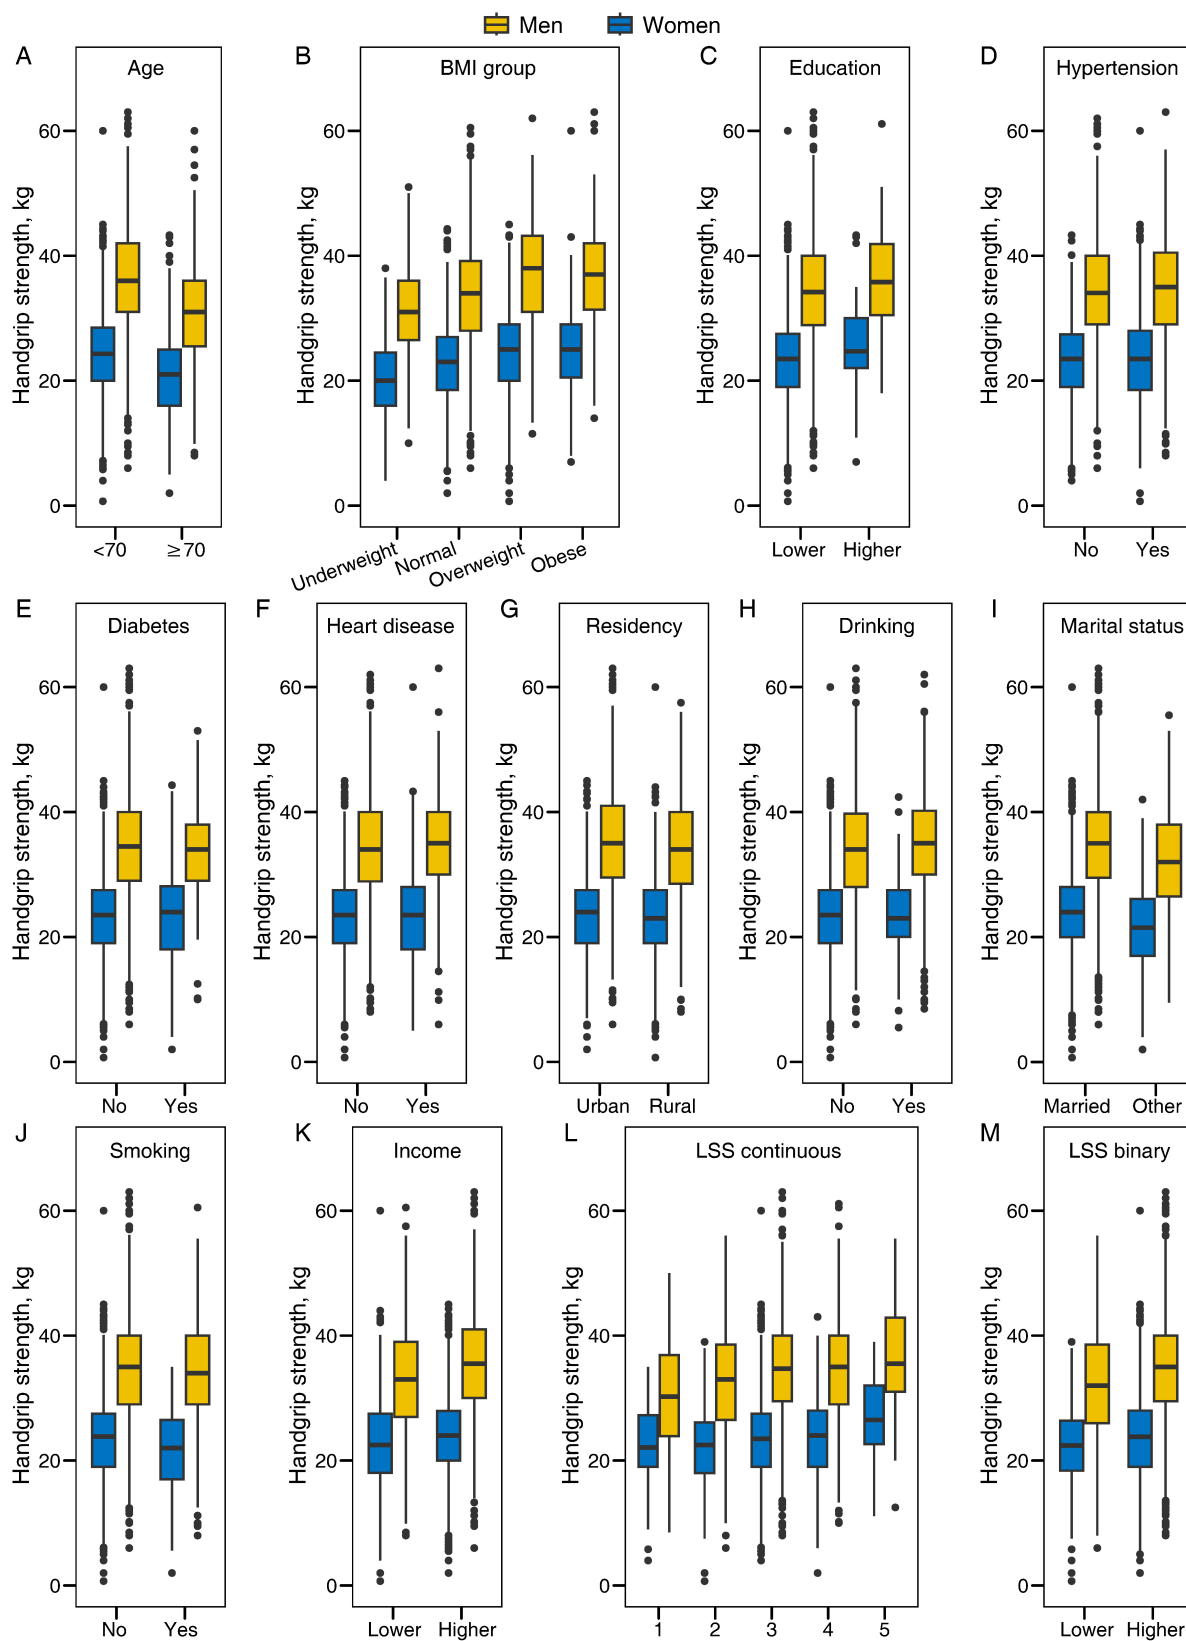 Men Women
A Age
Handgrip strength, kg
60
40
20
0
<70 ≥70
B BMI group
Handgrip strength, kg
60
40
20
0
Underweight Normal Overweight Obese
C Education
Handgrip strength, kg
60
40
20
0
Lower Higher
D Hypertension
Handgrip strength, kg
60
40
20
0
No Yes
E Diabetes
Handgrip strength, kg
60
40
20
0
No Yes
F Heart disease
Handgrip strength, kg
60
40
20
0
No Yes
G Residency
Handgrip strength, kg
60
40
20
0
Urban Rural
H Drinking
Handgrip strength, kg
60
40
20
0
No Yes
I Marital status
Handgrip strength, kg
60
40
20
0
Married Other
J Smoking
Handgrip strength, kg
60
40
20
0
No Yes
K Income
Handgrip strength, kg
60
40
20
0
Lower Higher
L LSS continuous
Handgrip strength, kg
60
40
20
0
1 2 3 4 5
M LSS binary
Handgrip strength, kg
60
40
20
0
Lower Higher